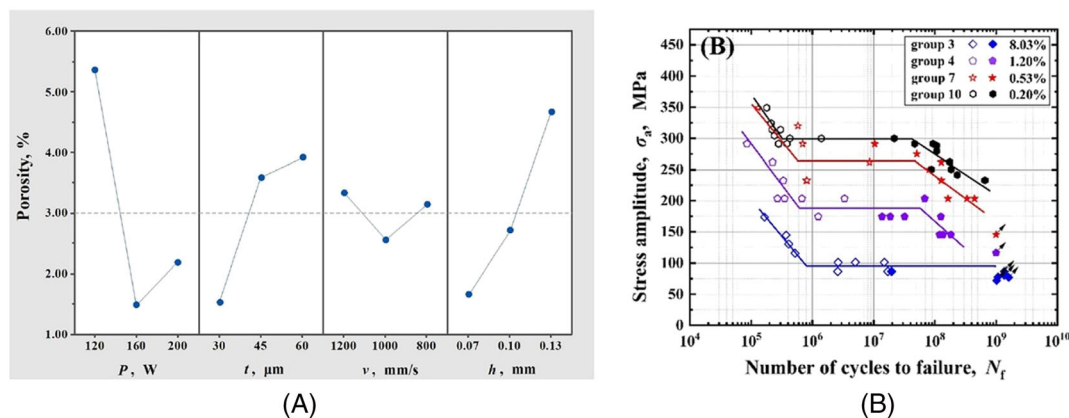 6.00
5.00
4.00
3.00
2.00
1.00
Porosity, %
120 160 200 30 45 60 1200 1000 800 0.07 0.10 0.13
P, W t, μm v, mm/s h, mm
(A)
(B)
group 3 8.03%
group 4 1.20%
group 7 0.53%
group 10 0.20%
450
400
350
300
250
200
150
100
50
0
Stress amplitude, σa, MPa
10^4 10^5 10^6 10^7 10^8 10^9 10^10
Number of cycles to failure, Nf
(B)